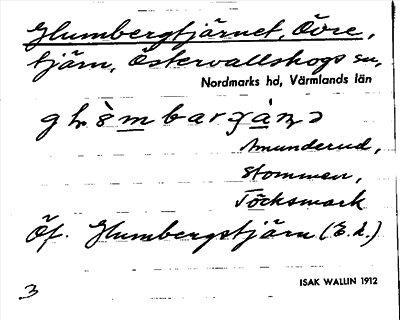 Glumbergtjärnet, Övre,
tjärn, Östervallskogs sn,
Nordmarks hd, Värmlands län
Amunderud,
Stommen,
Töcksmark
Öf. Glumbergstjärn (E.k.)
ISAK WALLIN 1912
3